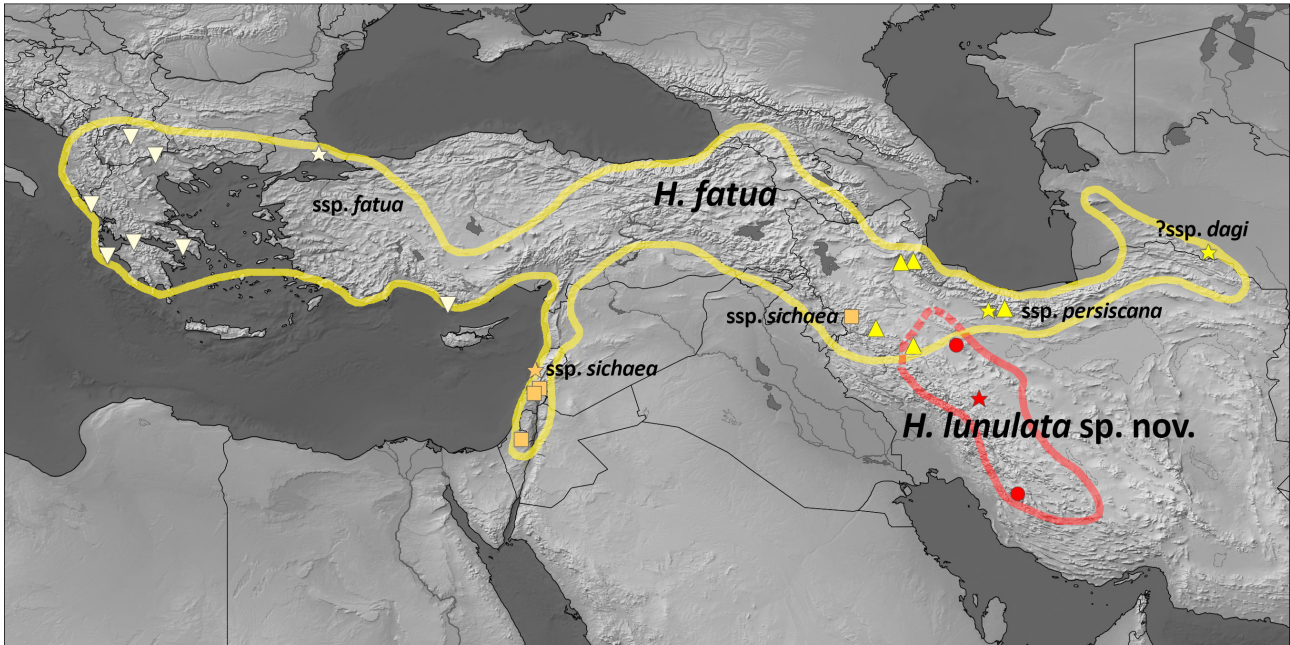 H. fatua
ssp. fatua
?ssp. dagi
ssp. sichaea
ssp. persiscana
ssp. sichaea
H. lunulata sp. nov.